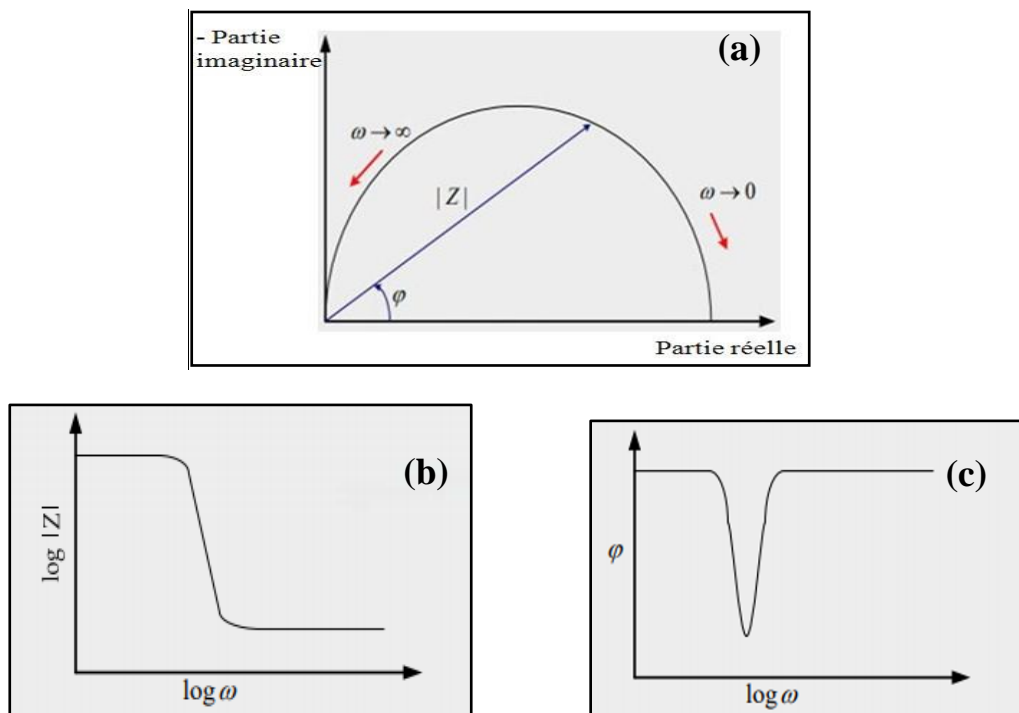 - Partie
imaginaire
(a)
ω → ∞
| Z |
ω → 0
φ
Partie réelle
log |Z|
(b)
log ω
φ
(c)
log ω